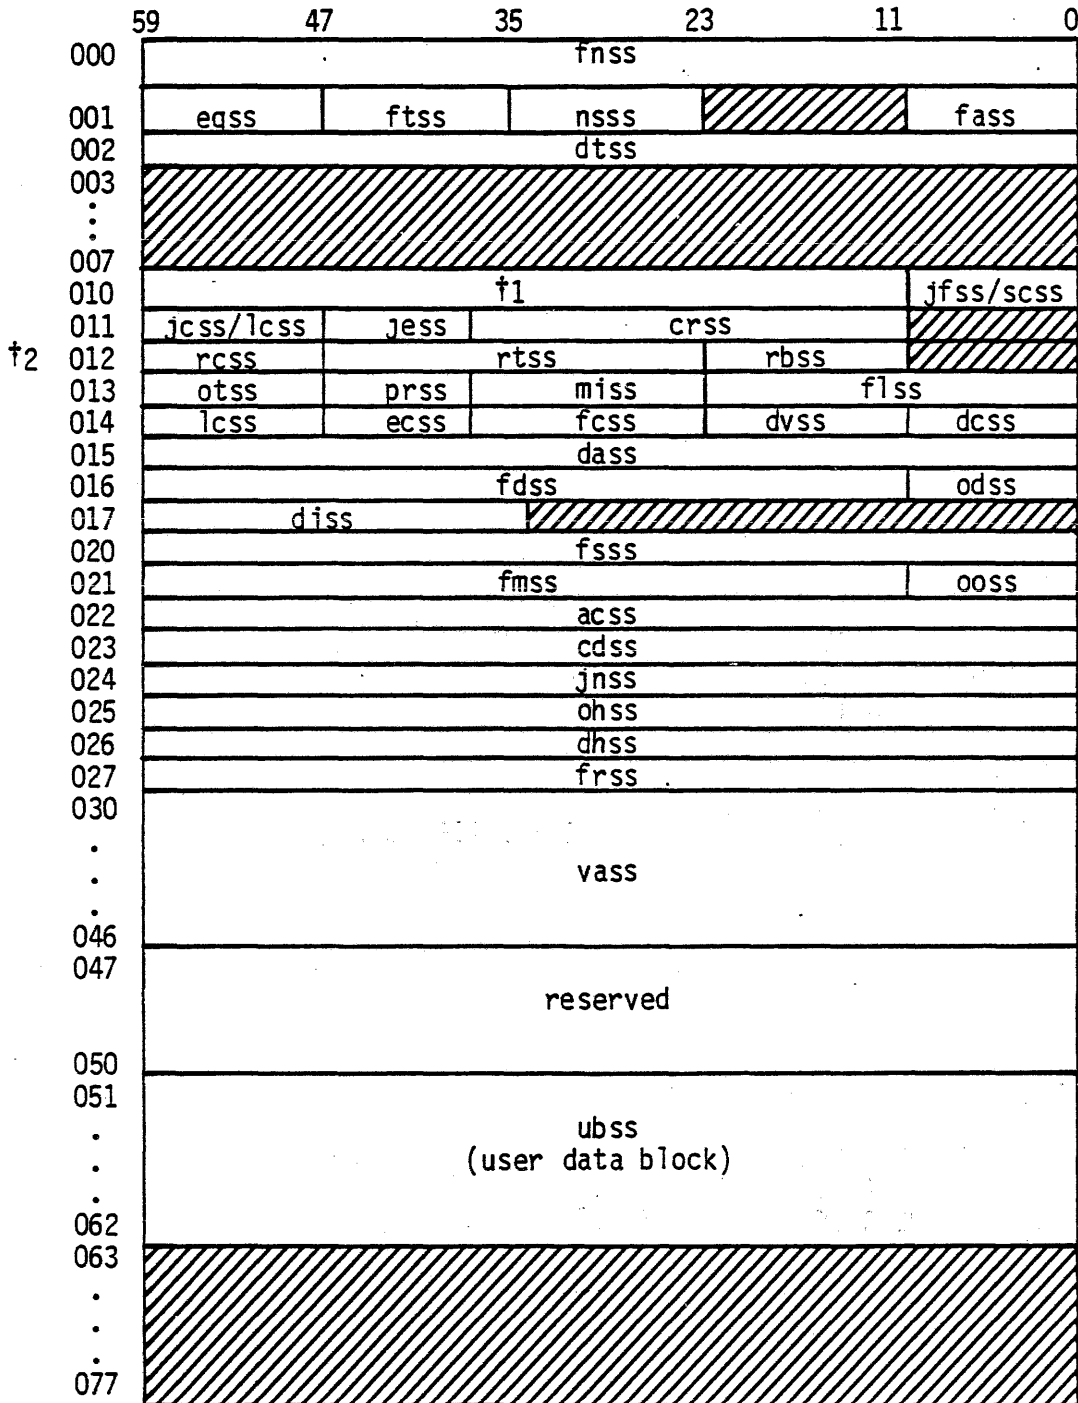 59 47 35 23 11 0
000 fnss
001 eqss ftss nsss fass
002 dtss
003
007
010 †1 jfss/scss
011 jcss/lcss jess crss
†2 012 rcss rtss rbss
013 otss prss miss flss
014 lcss ecss fcss dvss dcss
015 dass
016 fdss odss
017 diss
020 fsss
021 fmss ooss
022 acss
023 cdss
024 jnss
025 ohss
026 dhss
027 frss
030
vass
046
047
reserved
050
051
ubss
(user data block)
062
063
077